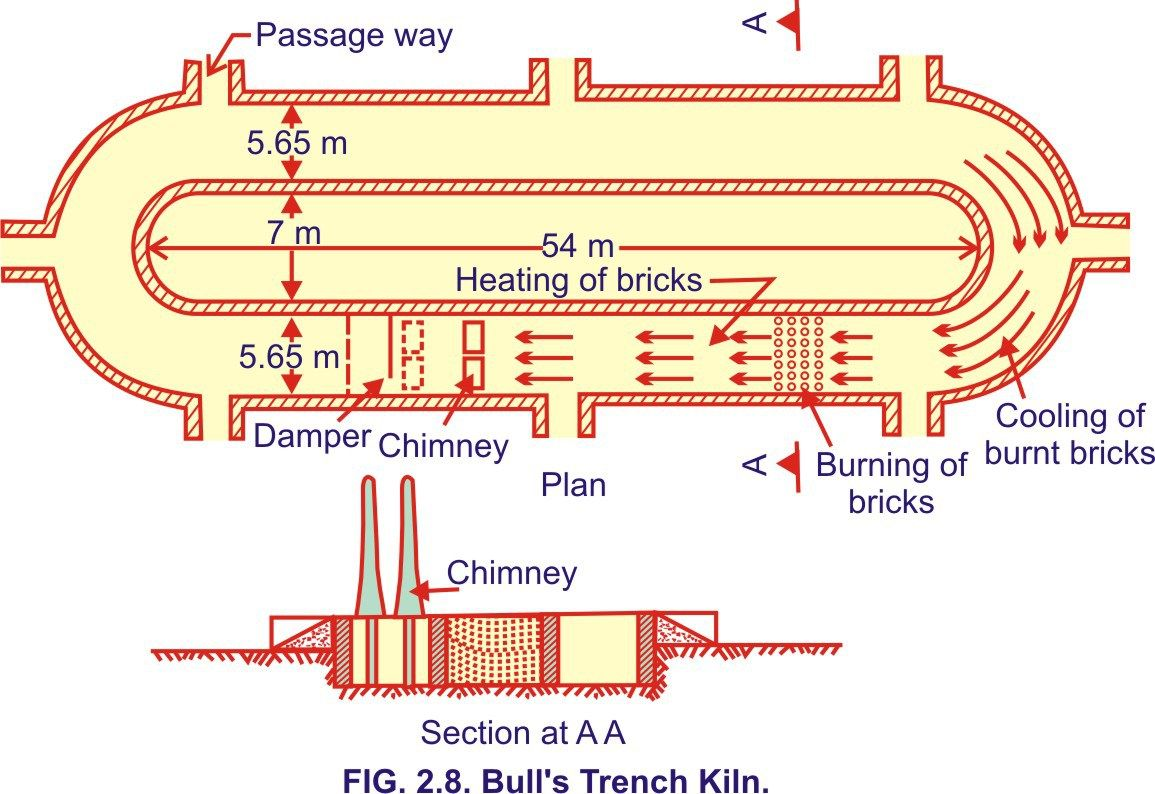 A
Passage way
5.65 m
7 m
54 m
Heating of bricks
5.65 m
Damper
Chimney
Cooling of
burnt bricks
A
Burning of
bricks
Plan
Chimney
Section at A A
FIG. 2.8. Bull's Trench Kiln.